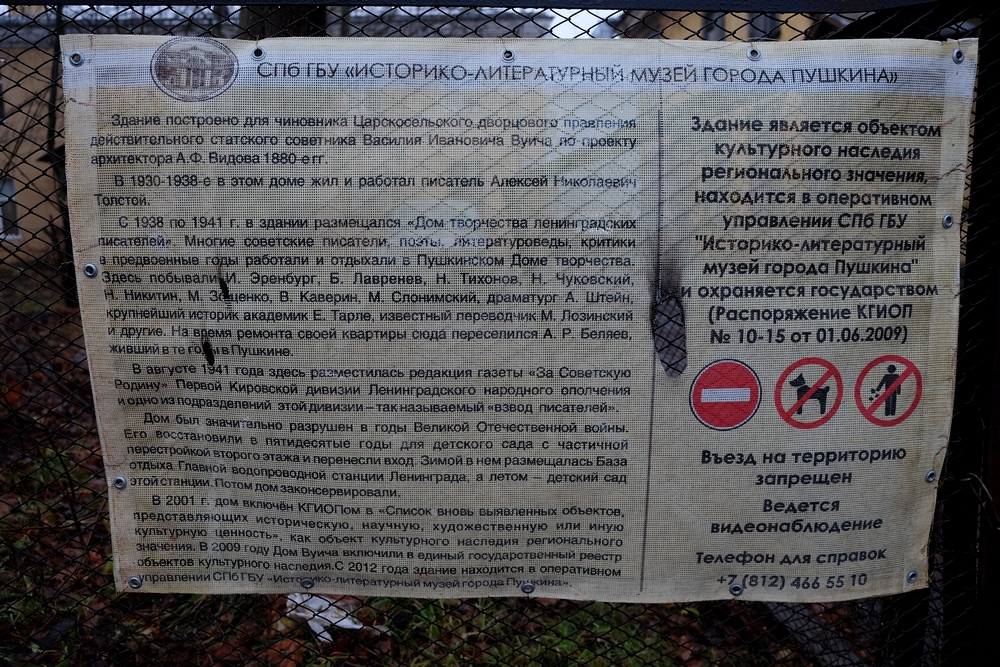 СПб ГБУ «ИСТОРИКО-ЛИТЕРАТУРНЫЙ МУЗЕЙ ГОРОДА ПУШКИНА»
Здание построено для чиновника Царскосельского дворцового правления
действительного статского советника Василия Ивановича Вуича по проекту
архитектора А.Ф. Видова 1880-е гг.
В 1930-1938-е в этом доме жил и работал писатель Алексей Николаевич
Толстой.
С 1938 по 1941 г. в здании размещался «Дом творчества ленинградских
писателей». Многие советские писатели, поэты, литературоведы, критики
в предвоенные годы работали и отдыхали в Пушкинском Доме творчества.
Здесь побывали И. Эренбург, Б. Лавренев, Н. Тихонов, Н. Чуковский,
Н. Никитин, М. Зощенко, В. Каверин, М. Слонимский, драматург А. Штейн,
крупнейший историк академик Е. Тарле, известный переводчик М. Лозинский
и другие. На время ремонта своей квартиры сюда переселился А. Р. Беляев,
живший в те годы в Пушкине.
В августе 1941 года здесь разместилась редакция газеты «За Советскую
Родину» Первой Кировской дивизии Ленинградского народного ополчения
и одно из подразделений этой дивизии – так называемый «взвод писателей».
Дом был значительно разрушен в годы Великой Отечественной войны.
Его восстановили в пятидесятые годы для детского сада с частичной
перестройкой второго этажа и перенесли вход. Зимой в нем размещалась База
отдыха Главной водопроводной станции Ленинграда, а летом – детский сад
этой станции. Потом дом законсервировали.
В 2001 г. дом включён КГИОПом в «Список вновь выявленных объектов,
представляющих историческую, научную, художественную или иную
культурную ценность», как объект культурного наследия регионального
значения. В 2009 году Дом Вуича включили в единый государственный реестр
объектов культурного наследия. С 2012 года здание находится в оперативном
управлении СПб ГБУ «Историко-литературный музей города Пушкина».
Здание является объектом
культурного наследия
регионального значения,
находится в оперативном
управлении СПб ГБУ
"Историко-литературный
музей города Пушкина"
и охраняется государством
(Распоряжение КГИОП
№ 10-15 от 01.06.2009)
Въезд на территорию
запрещен
Ведется
видеонаблюдение
Телефон для справок
+7 (812) 466 55 10